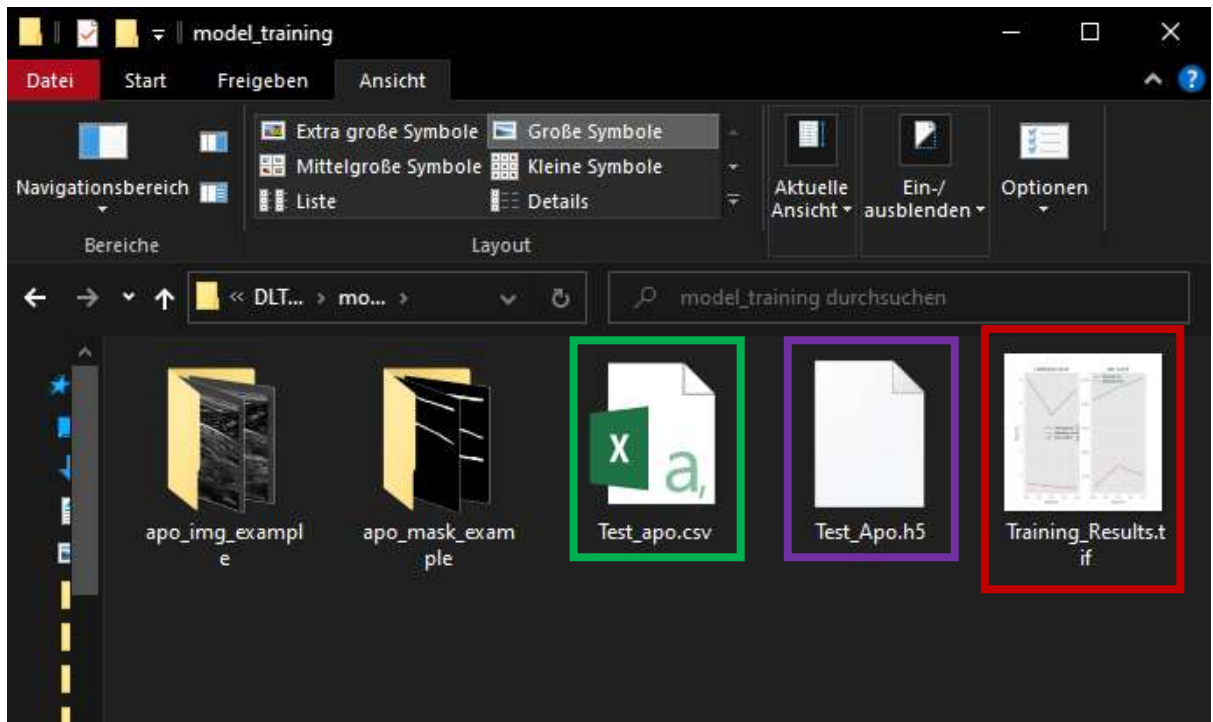 model_training
Datei Start Freigeben Ansicht
Extra große Symbole Große Symbole
Mittelgroße Symbole Kleine Symbole
Liste Details
Navigationsbereich
Aktuelle
Ansicht
Ein-/
ausblenden
Optionen
Bereiche Layout
« DLT... › mo... ›
model_training durchsuchen
apo_img_exampl
e
apo_mask_exam
ple
X a,
Test_apo.csv
Test_Apo.h5
Training_Results.t
if